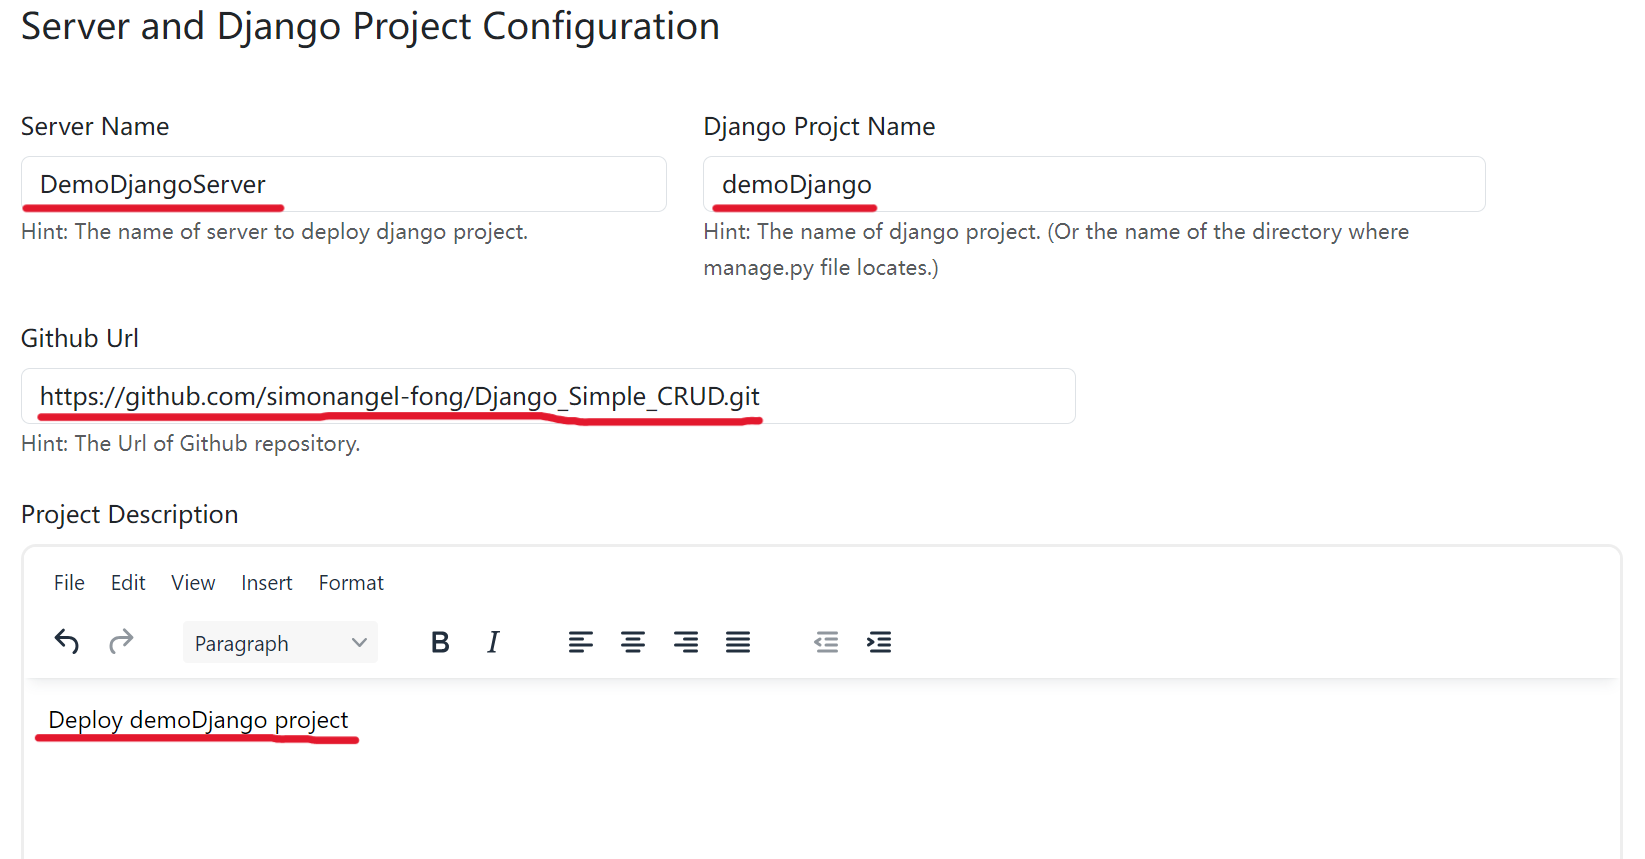 Server and Django Project Configuration
Server Name
DemoDjangoServer
Hint: The name of server to deploy django project.
Django Projct Name
demoDjango
Hint: The name of django project. (Or the name of the directory where
manage.py file locates.)
Github Url
https://github.com/simonangel-fong/Django_Simple_CRUD.git
Hint: The Url of Github repository.
Project Description
File Edit View Insert Format
Paragraph B I
Deploy demoDjango project